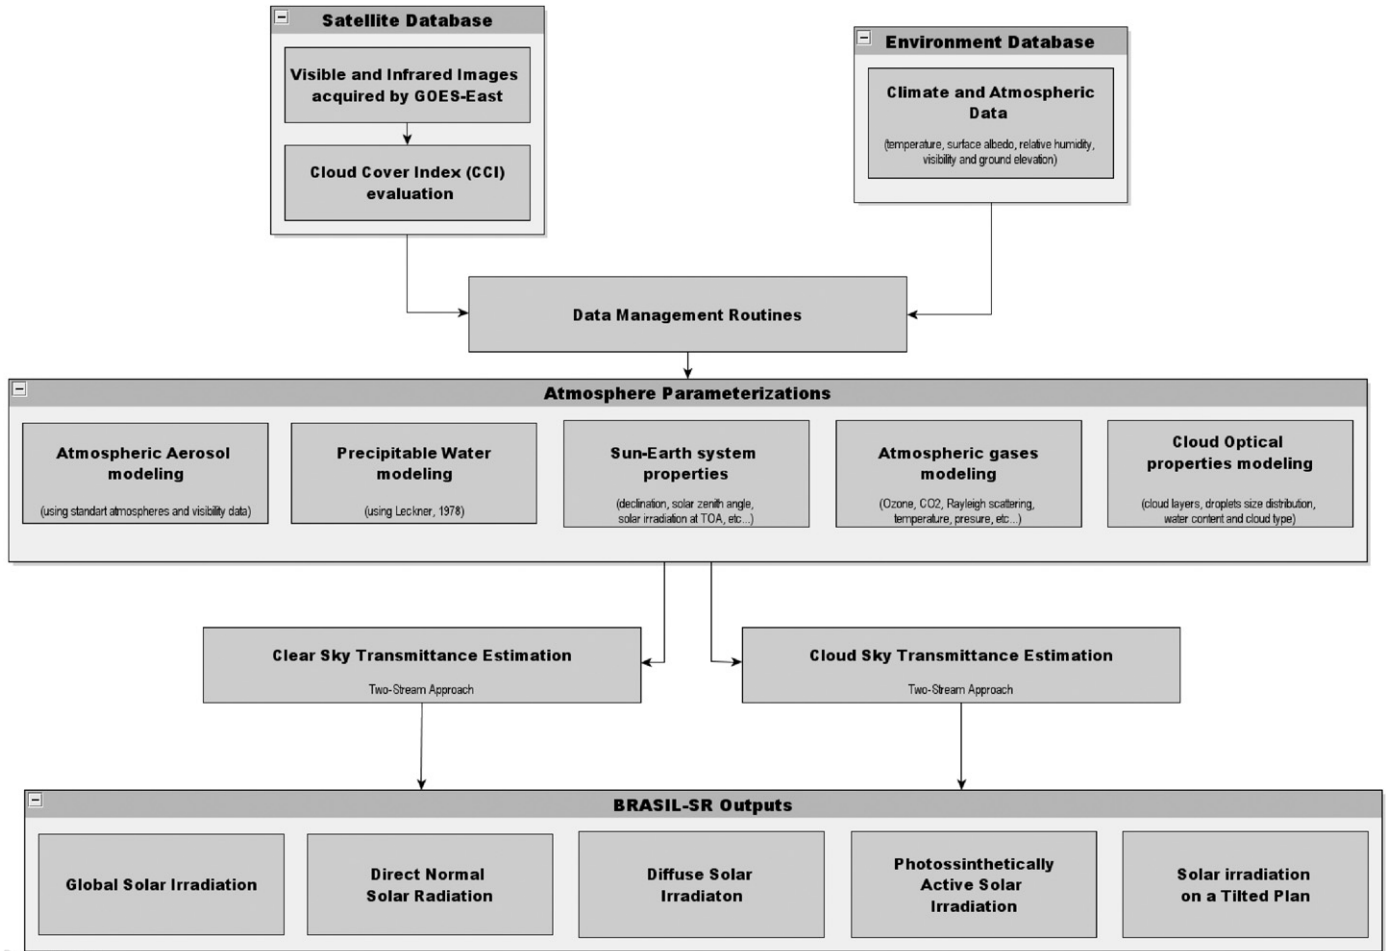 Satellite Database
Visible and Infrared Images
acquired by GOES-East
Cloud Cover Index (CCI)
evaluation
Environment Database
Climate and Atmospheric
Data
(temperature, surface albedo, relative humidity,
visibility and ground elevation)
Data Management Routines
Atmosphere Parameterizations
Atmospheric Aerosol
modeling
(using standart atmospheres and visibility data)
Precipitable Water
modeling
(using Leckner, 1978)
Sun-Earth system
properties
(declination, solar zenith angle,
solar irradiation at TOA, etc...)
Atmospheric gases
modeling
(Ozone, CO2, Rayleigh scattering,
temperature, presure, etc...)
Cloud Optical
properties modeling
(cloud layers, droplets size distribution,
water content and cloud type)
Clear Sky Transmittance Estimation
Two-Stream Approach
Cloud Sky Transmittance Estimation
Two-Stream Approach
BRASIL-SR Outputs
Global Solar Irradiation
Direct Normal
Solar Radiation
Diffuse Solar
Irradiaton
Photossinthetically
Active Solar
Irradiation
Solar irradiation
on a Tilted Plan